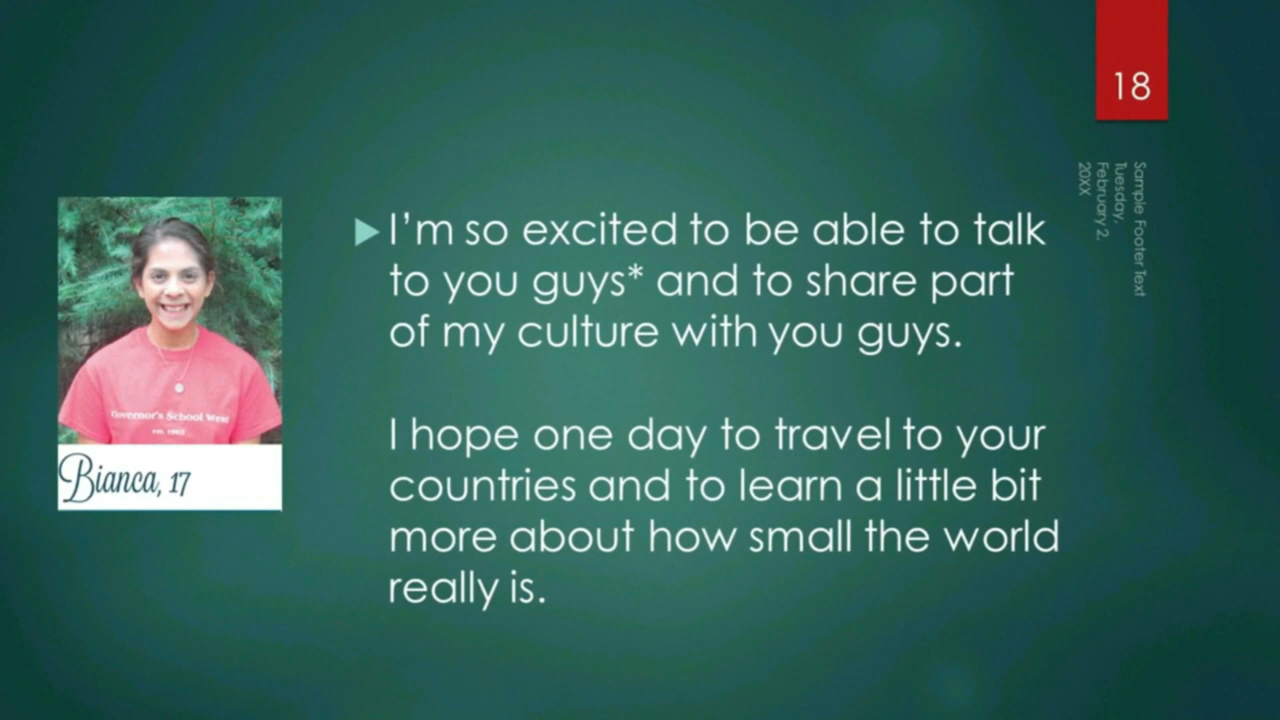 18
Sample Footer Text
Tuesday,
February 2,
20XX
I’m so excited to be able to talk
to you guys* and to share part
of my culture with you guys.
I hope one day to travel to your
countries and to learn a little bit
more about how small the world
really is.
Governor's School West
Bianca, 17